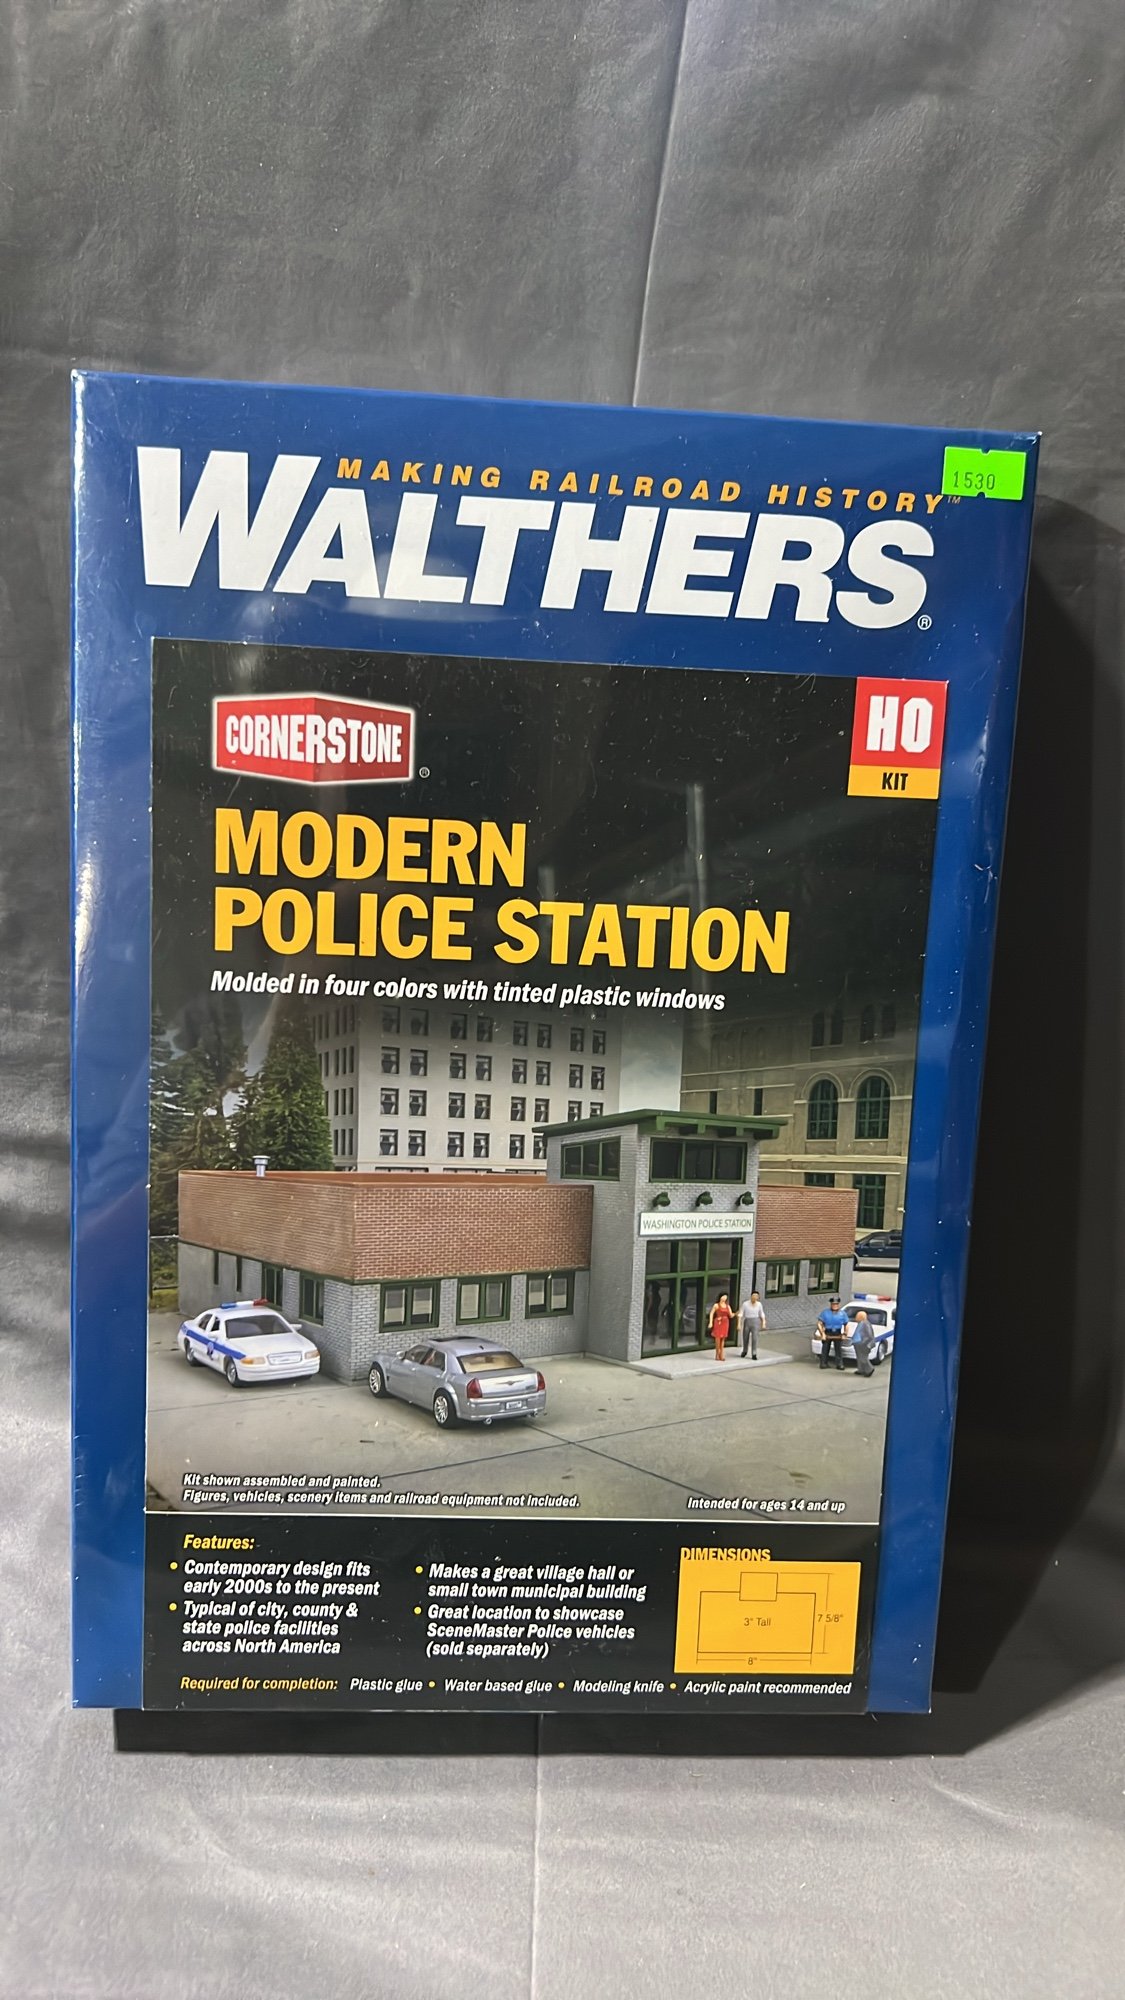 MAKING RAILROAD HISTORY™
1530
WALTHERS®
CORNERSTONE®
HO
KIT
MODERN
POLICE STATION
Molded in four colors with tinted plastic windows
WASHINGTON POLICE STATION
Kit shown assembled and painted.
Figures, vehicles, scenery items and railroad equipment not included.
Intended for ages 14 and up
Features:
• Contemporary design fits
early 2000s to the present
• Typical of city, county &
state police facilities
across North America
• Makes a great village hall or
small town municipal building
• Great location to showcase
SceneMaster Police vehicles
(sold separately)
DIMENSIONS
3" Tall
7 5/8"
8"
Required for completion: Plastic glue • Water based glue • Modeling knife • Acrylic paint recommended